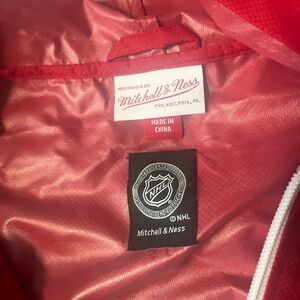 NOSTALGIA CO.
Mitchell & Ness
PHILADELPHIA, PA.
MADE IN
CHINA
NHL
© NHL
Mitchell & Ness